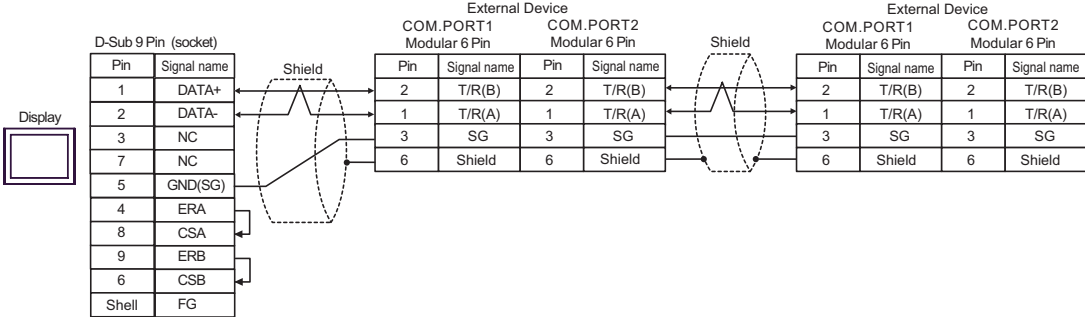 External Device
External Device
COM.PORT1 COM.PORT2
COM.PORT1 COM.PORT2
D-Sub 9 Pin (socket)
Modular 6 Pin Modular 6 Pin
Shield
Modular 6 Pin Modular 6 Pin
Pin Signal name
Shield
Pin Signal name Pin Signal name
Pin Signal name Pin Signal name
1 DATA+
2 T/R(B) 2 T/R(B)
2 T/R(B) 2 T/R(B)
Display
2 DATA-
1 T/R(A) 1 T/R(A)
1 T/R(A) 1 T/R(A)
3 NC
3 SG 3 SG
3 SG 3 SG
7 NC
6 Shield 6 Shield
6 Shield 6 Shield
5 GND(SG)
4 ERA
8 CSA
9 ERB
6 CSB
Shell FG